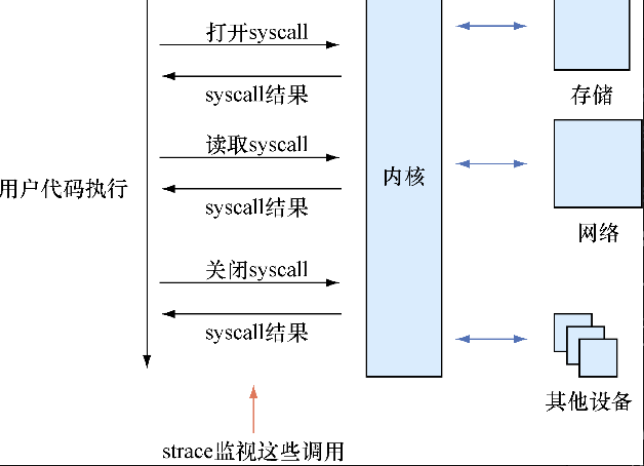 打开syscall
syscall结果
存储
读取syscall
内核
用户代码执行
syscall结果
网络
关闭syscall
syscall结果
其他设备
strace监视这些调用